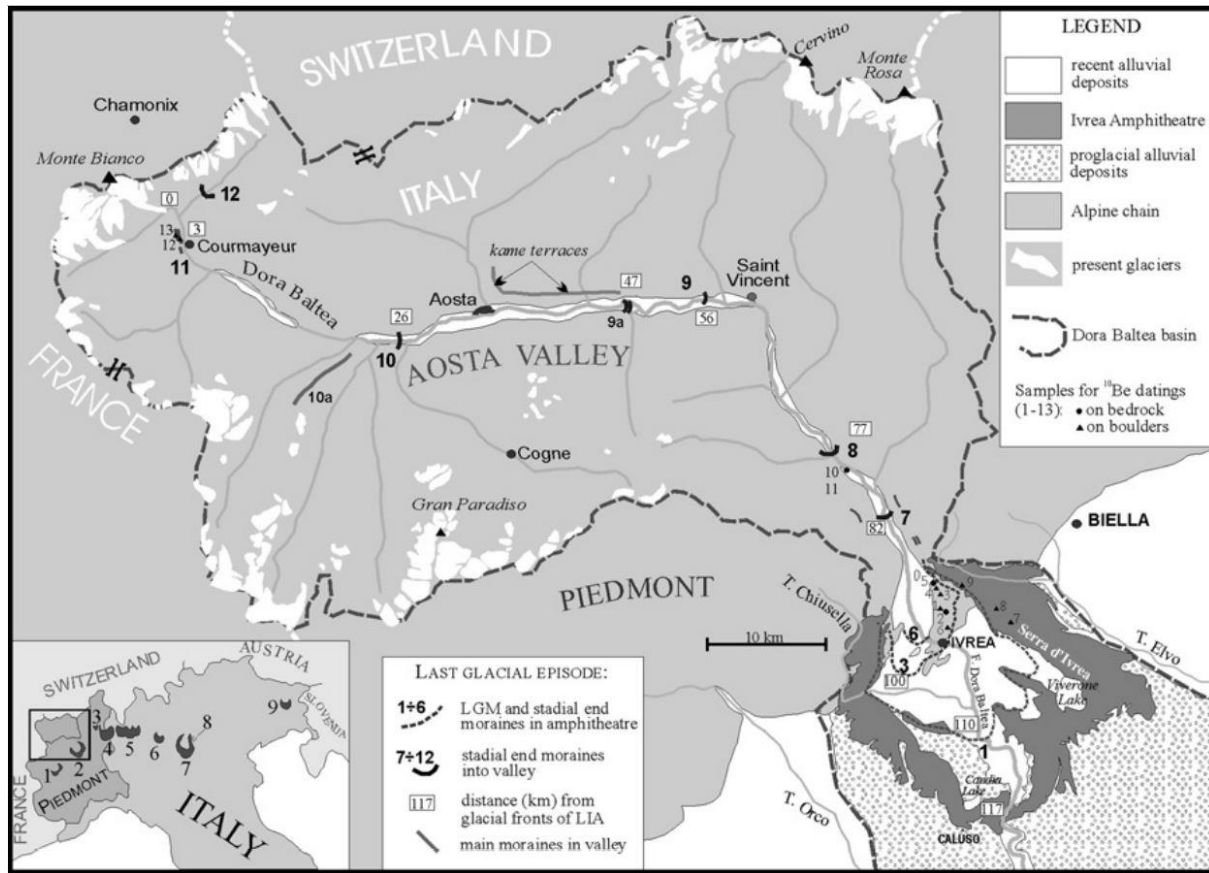 SWITZERLAND
Cervino
Monte
Rosa
Chamonix
Monte Bianco
ITALY
12
0
3
13
12
Courmayeur
11
Dora Baltea
kame terraces
47
9
Saint
Vincent
Aosta
26
9a
56
10
AOSTA VALLEY
FRANCE
10a
Cogne
77
8
10
11
Gran Paradiso
82
7
BIELLA
PIEDMONT
T. Chiusella
9
8
7
Serra d'Ivrea
T. Elvo
6
IVREA
3
100
F. Dora Baltea
Viverone
Lake
110
1
Candia
Lake
117
CALUSO
T. Orco
10 km
LEGEND
recent alluvial
deposits
Ivrea Amphitheatre
proglacial alluvial
deposits
Alpine chain
present glaciers
Dora Baltea basin
Samples for ¹⁰Be datings
(1-13): on bedrock
on boulders
LAST GLACIAL EPISODE:
1÷6 LGM and stadial end
moraines in amphitheatre
7÷12 stadial end moraines
into valley
117 distance (km) from
glacial fronts of LIA
main moraines in valley
SWITZERLAND
AUSTRIA
SLOVENIA
FRANCE
PIEDMONT
ITALY
1
2
3
4
5
6
7
8
9